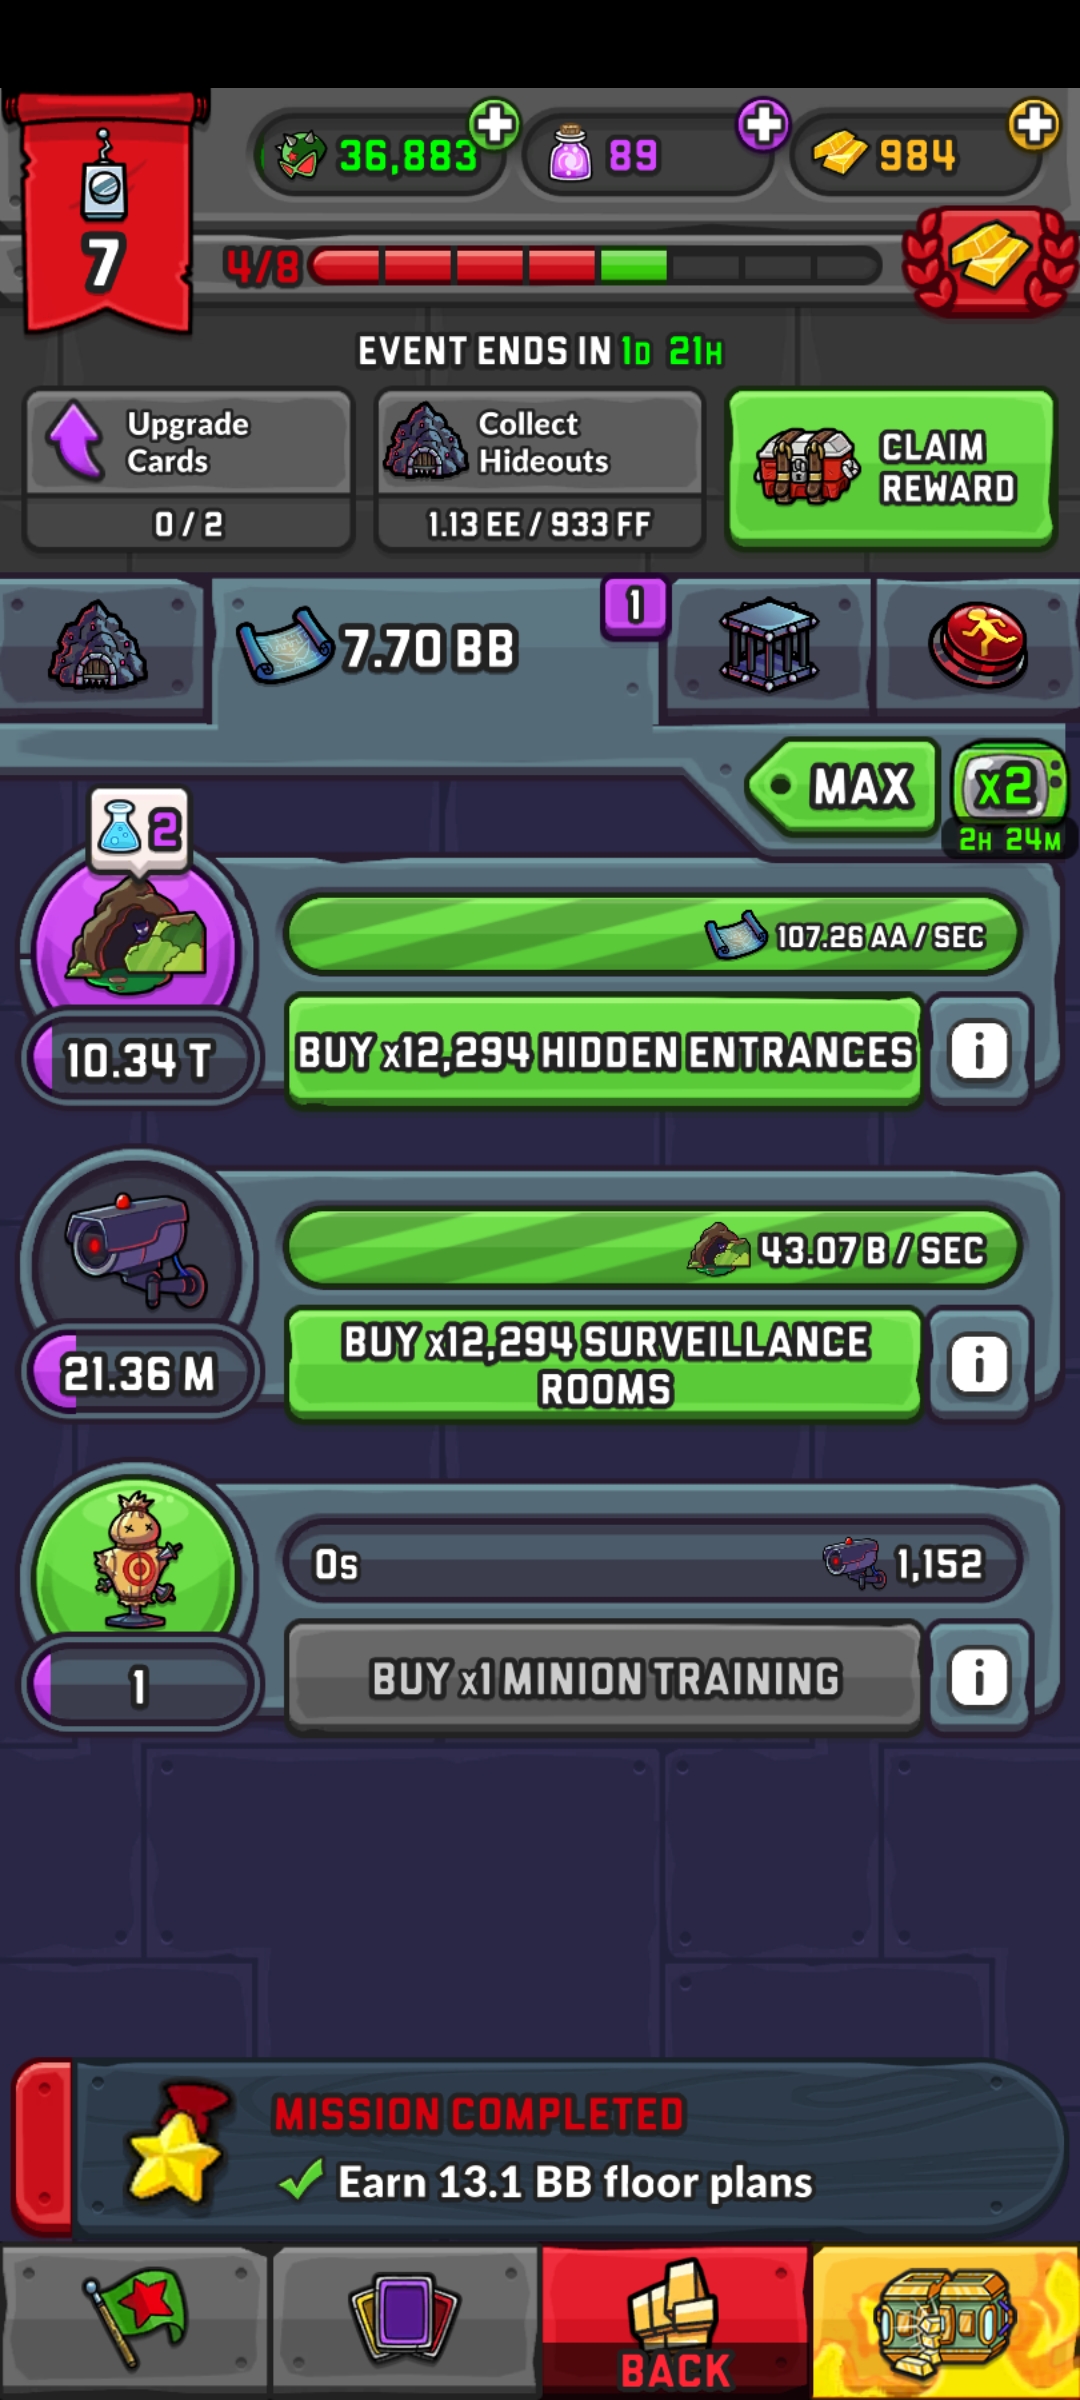 36,883
89
984
7
4/8
EVENT ENDS IN 1D 21H
Upgrade
Cards
0 / 2
Collect
Hideouts
1.13 EE / 933 FF
CLAIM
REWARD
7.70 BB
1
MAX
x2
2H 24M
2
107.26 AA / SEC
10.34 T
BUY x12,294 HIDDEN ENTRANCES
i
43.07 B / SEC
21.36 M
BUY x12,294 SURVEILLANCE
ROOMS
i
0s
1,152
1
BUY x1 MINION TRAINING
i
MISSION COMPLETED
Earn 13.1 BB floor plans
BACK